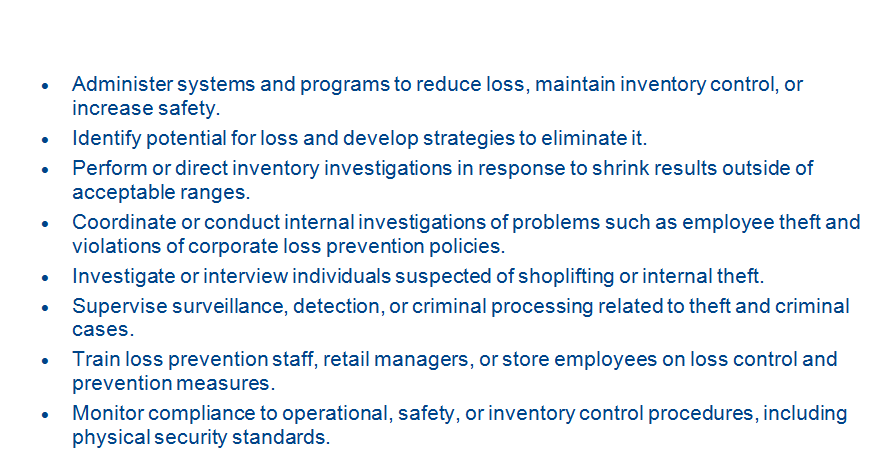 • Administer systems and programs to reduce loss, maintain inventory control, or
increase safety.
• Identify potential for loss and develop strategies to eliminate it.
• Perform or direct inventory investigations in response to shrink results outside of
acceptable ranges.
• Coordinate or conduct internal investigations of problems such as employee theft and
violations of corporate loss prevention policies.
• Investigate or interview individuals suspected of shoplifting or internal theft.
• Supervise surveillance, detection, or criminal processing related to theft and criminal
cases.
• Train loss prevention staff, retail managers, or store employees on loss control and
prevention measures.
• Monitor compliance to operational, safety, or inventory control procedures, including
physical security standards.